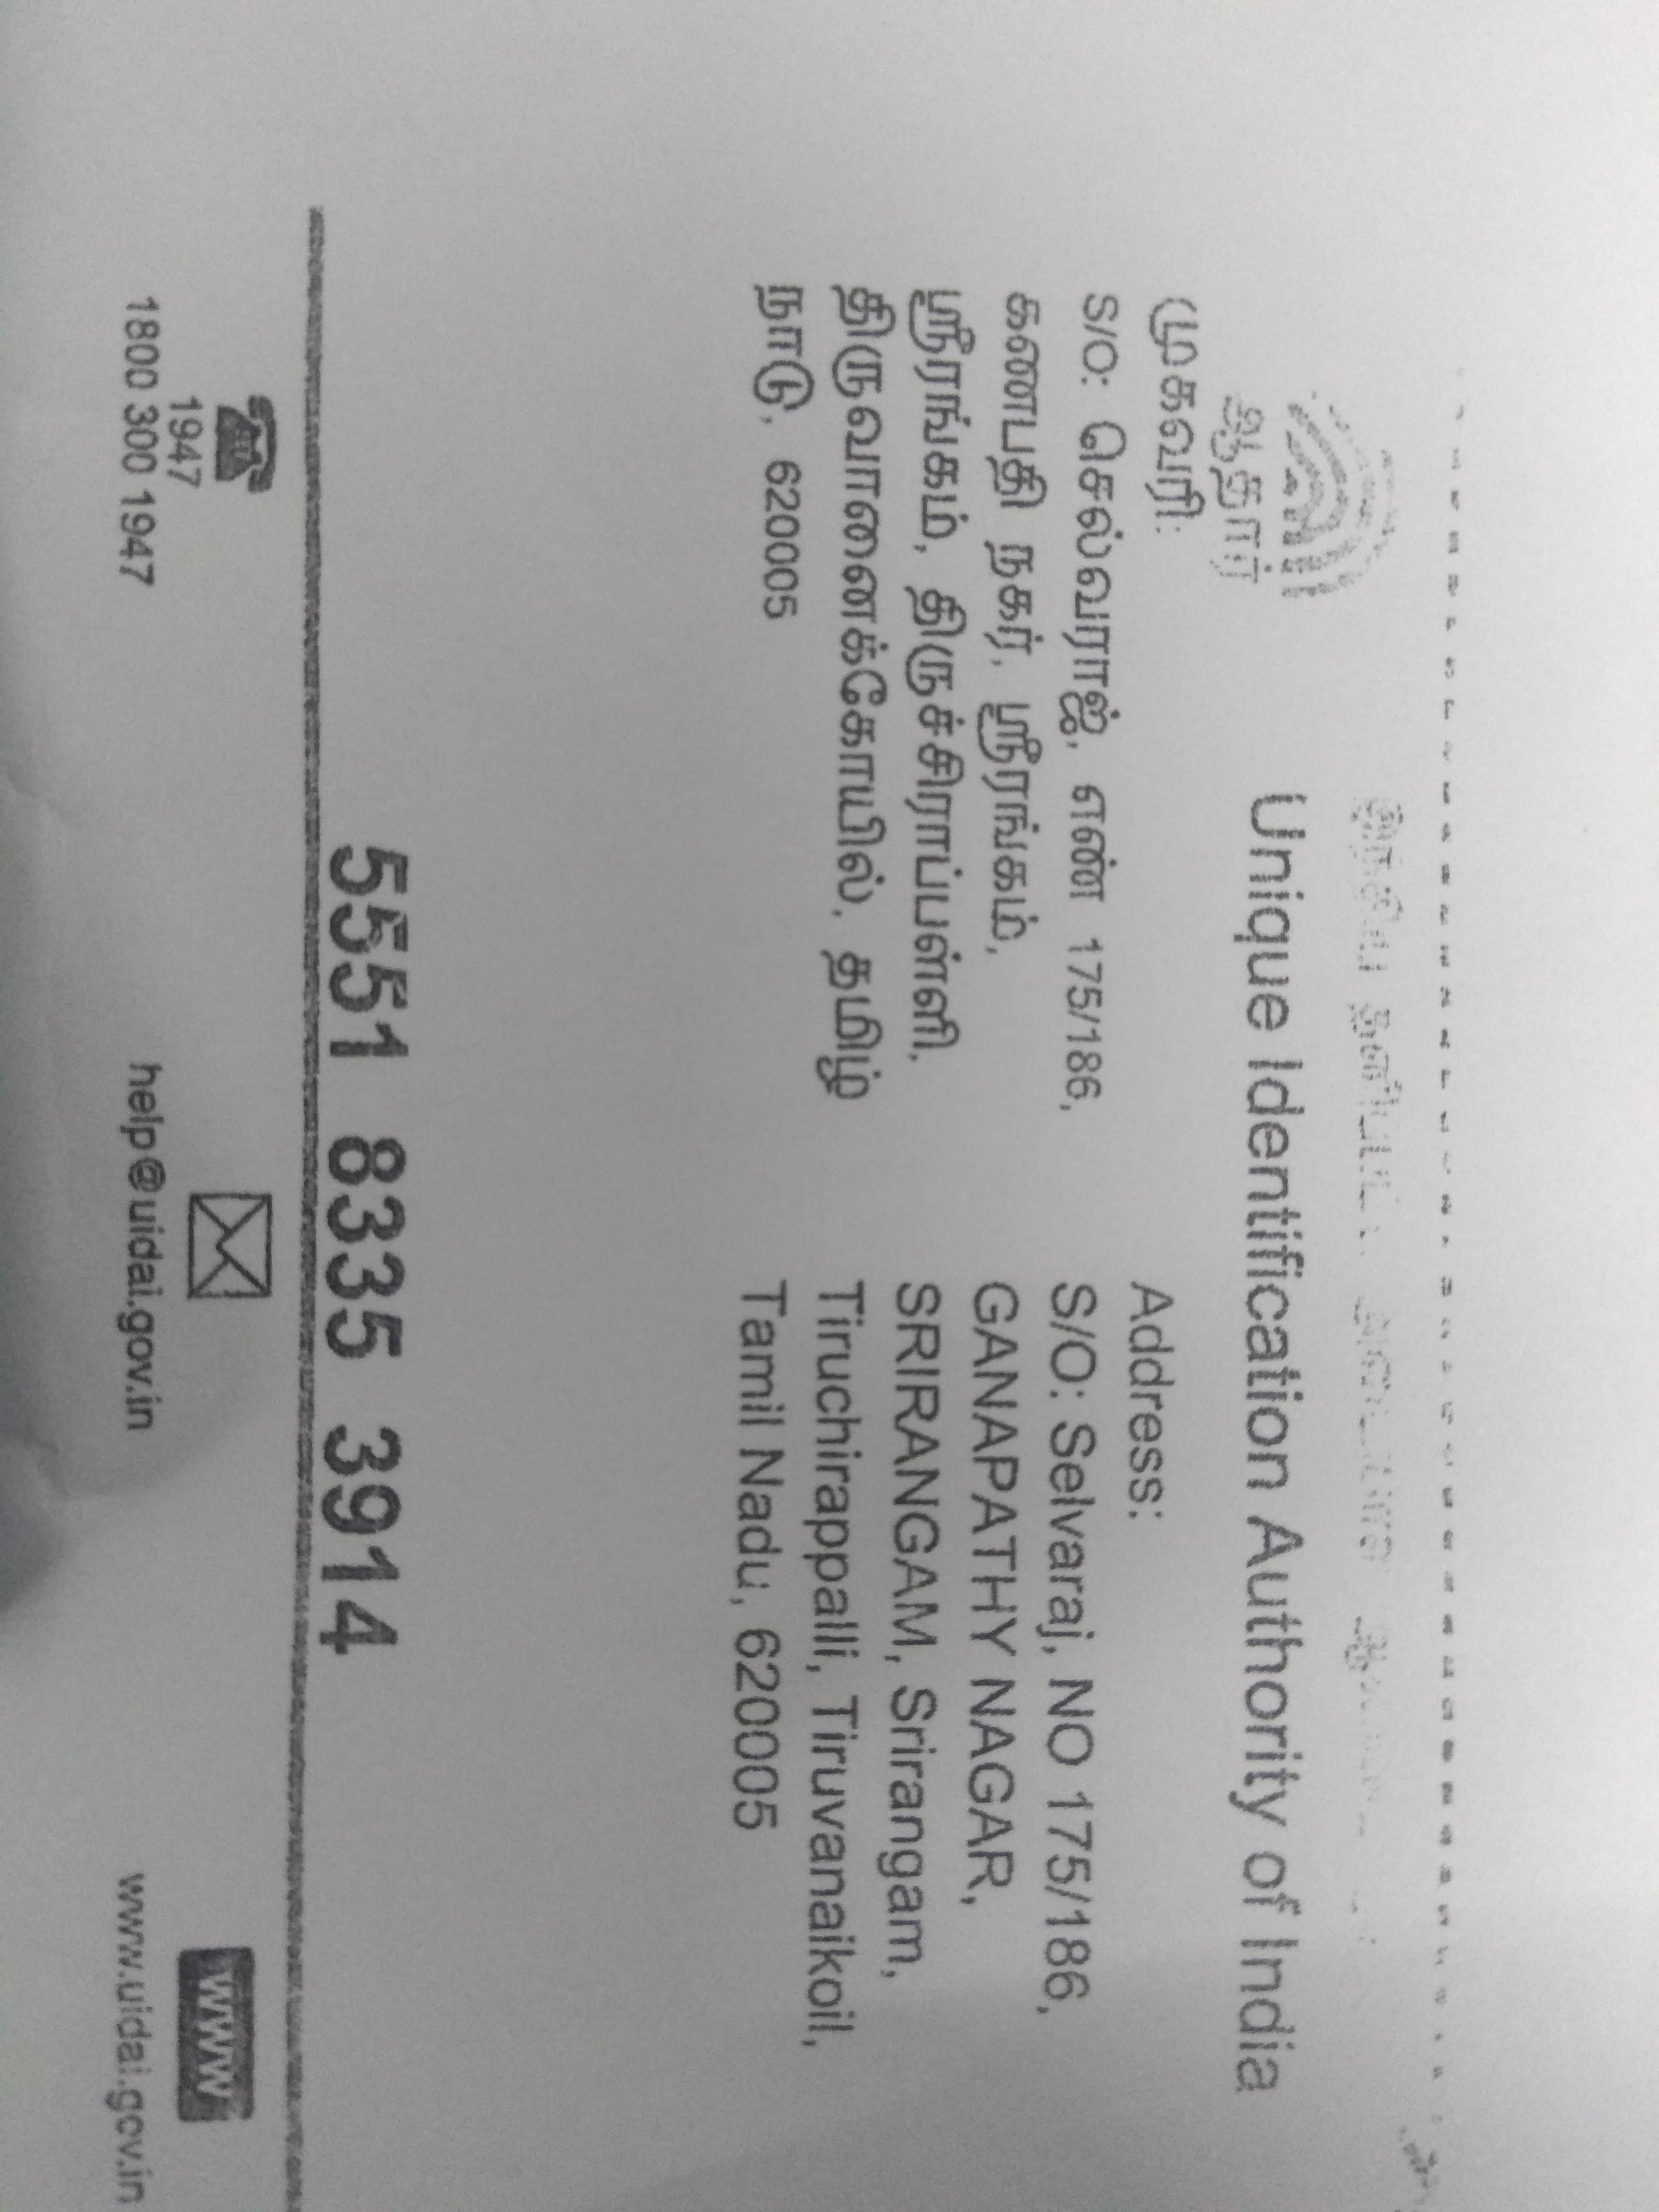 ஆதார்
Unique Identification Authority of India
முகவரி:
S/O: செல்வராஜ், எண் 175/186,
கணபதி நகர், ஸ்ரீரங்கம்,
ஸ்ரீரங்கம், திருச்சிராப்பள்ளி,
திருவானைக்கோயில், தமிழ்
நாடு, 620005
Address:
S/O: Selvaraj, NO 175/186,
GANAPATHY NAGAR,
SRIRANGAM, Srirangam,
Tiruchirappalli, Tiruvanaikoil,
Tamil Nadu, 620005
5551 8335 3914
1947
1800 300 1947
help@uidai.gov.in
www
www.uidai.gov.in